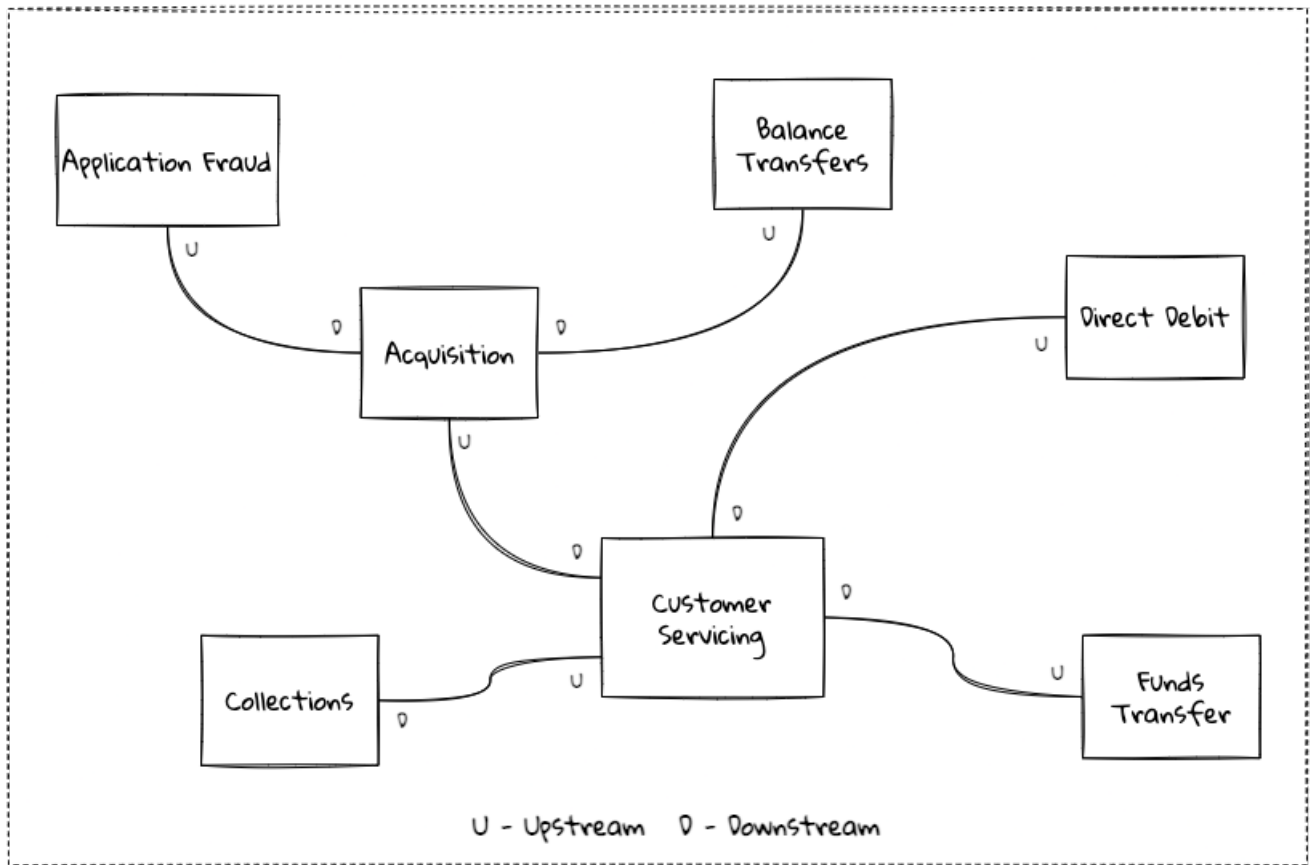 Application Fraud
Balance
Transfers
U
U
Direct Debit
D
Acquisition
D
U
U
D
D
Customer
Servicing
D
D
U
U
Collections
D
Funds
Transfer
U - Upstream D - Downstream